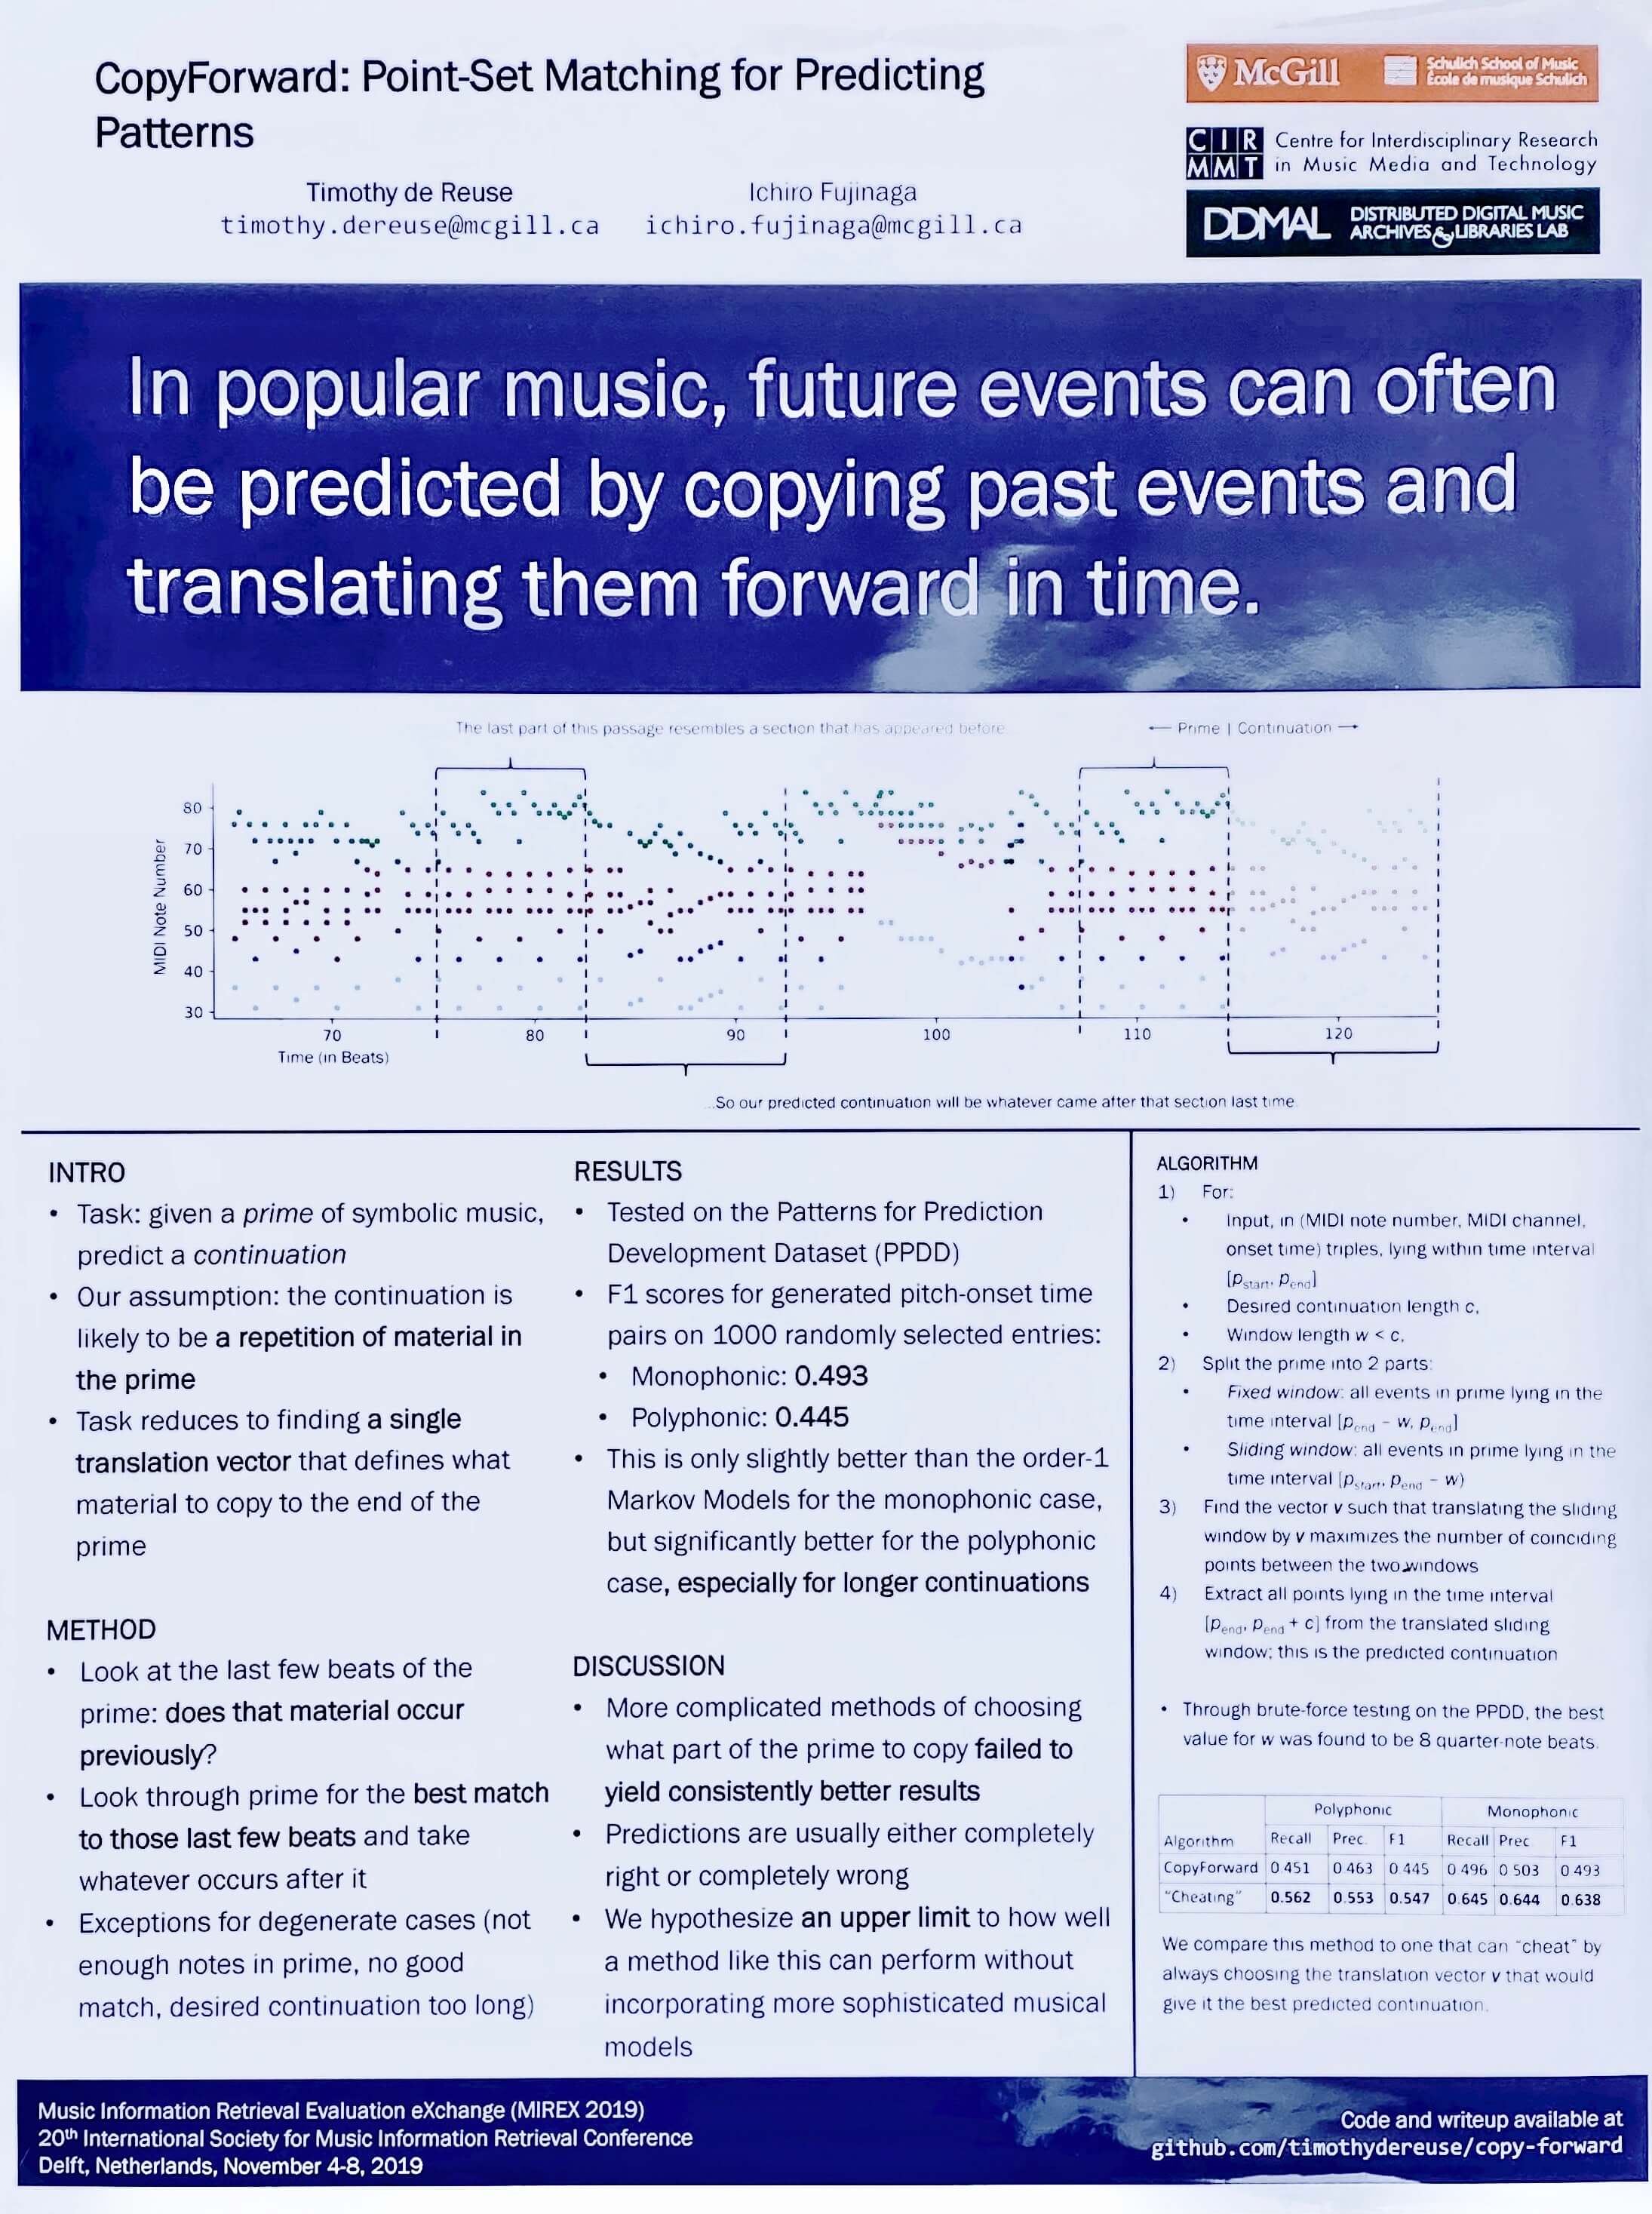 CopyForward: Point-Set Matching for Predicting
Patterns
Timothy de Reuse
timothy.dereuse@mcgill.ca
Ichiro Fujinaga
ichiro.fujinaga@mcgill.ca
McGill
Schulich School of Music
École de musique Schulich
CIR
MMT
Centre for Interdisciplinary Research
in Music Media and Technology
DDMAL
DISTRIBUTED DIGITAL MUSIC
ARCHIVES & LIBRARIES LAB
In popular music, future events can often
be predicted by copying past events and
translating them forward in time.
The last part of this passage resembles a section that has appeared before
← Prime | Continuation →
MIDI Note Number
80
70
60
50
40
30
70 80 90 100 110 120
Time (in Beats)
...So our predicted continuation will be whatever came after that section last time.
INTRO
• Task: given a prime of symbolic music,
predict a continuation
• Our assumption: the continuation is
likely to be a repetition of material in
the prime
• Task reduces to finding a single
translation vector that defines what
material to copy to the end of the
prime
METHOD
• Look at the last few beats of the
prime: does that material occur
previously?
• Look through prime for the best match
to those last few beats and take
whatever occurs after it
• Exceptions for degenerate cases (not
enough notes in prime, no good
match, desired continuation too long)
RESULTS
• Tested on the Patterns for Prediction
Development Dataset (PPDD)
• F1 scores for generated pitch-onset time
pairs on 1000 randomly selected entries:
• Monophonic: 0.493
• Polyphonic: 0.445
• This is only slightly better than the order-1
Markov Models for the monophonic case,
but significantly better for the polyphonic
case, especially for longer continuations
DISCUSSION
• More complicated methods of choosing
what part of the prime to copy failed to
yield consistently better results
• Predictions are usually either completely
right or completely wrong
• We hypothesize an upper limit to how well
a method like this can perform without
incorporating more sophisticated musical
models
ALGORITHM
1) For:
• Input, in (MIDI note number, MIDI channel,
onset time) triples, lying within time interval
[pstart, pend]
• Desired continuation length c,
• Window length w < c,
2) Split the prime into 2 parts:
• Fixed window: all events in prime lying in the
time interval [pend - w, pend]
• Sliding window: all events in prime lying in the
time interval [pstart, pend - w)
3) Find the vector v such that translating the sliding
window by v maximizes the number of coinciding
points between the two windows
4) Extract all points lying in the time interval
[pend, pend + c] from the translated sliding
window; this is the predicted continuation
• Through brute-force testing on the PPDD, the best
value for w was found to be 8 quarter-note beats.
Polyphonic Monophonic
Algorithm Recall Prec. F1 Recall Prec. F1
CopyForward 0.451 0.463 0.445 0.496 0.503 0.493
"Cheating" 0.562 0.553 0.547 0.645 0.644 0.638
We compare this method to one that can "cheat" by
always choosing the translation vector v that would
give it the best predicted continuation.
Music Information Retrieval Evaluation eXchange (MIREX 2019)
20th International Society for Music Information Retrieval Conference
Delft, Netherlands, November 4-8, 2019
Code and writeup available at
github.com/timothydereuse/copy-forward